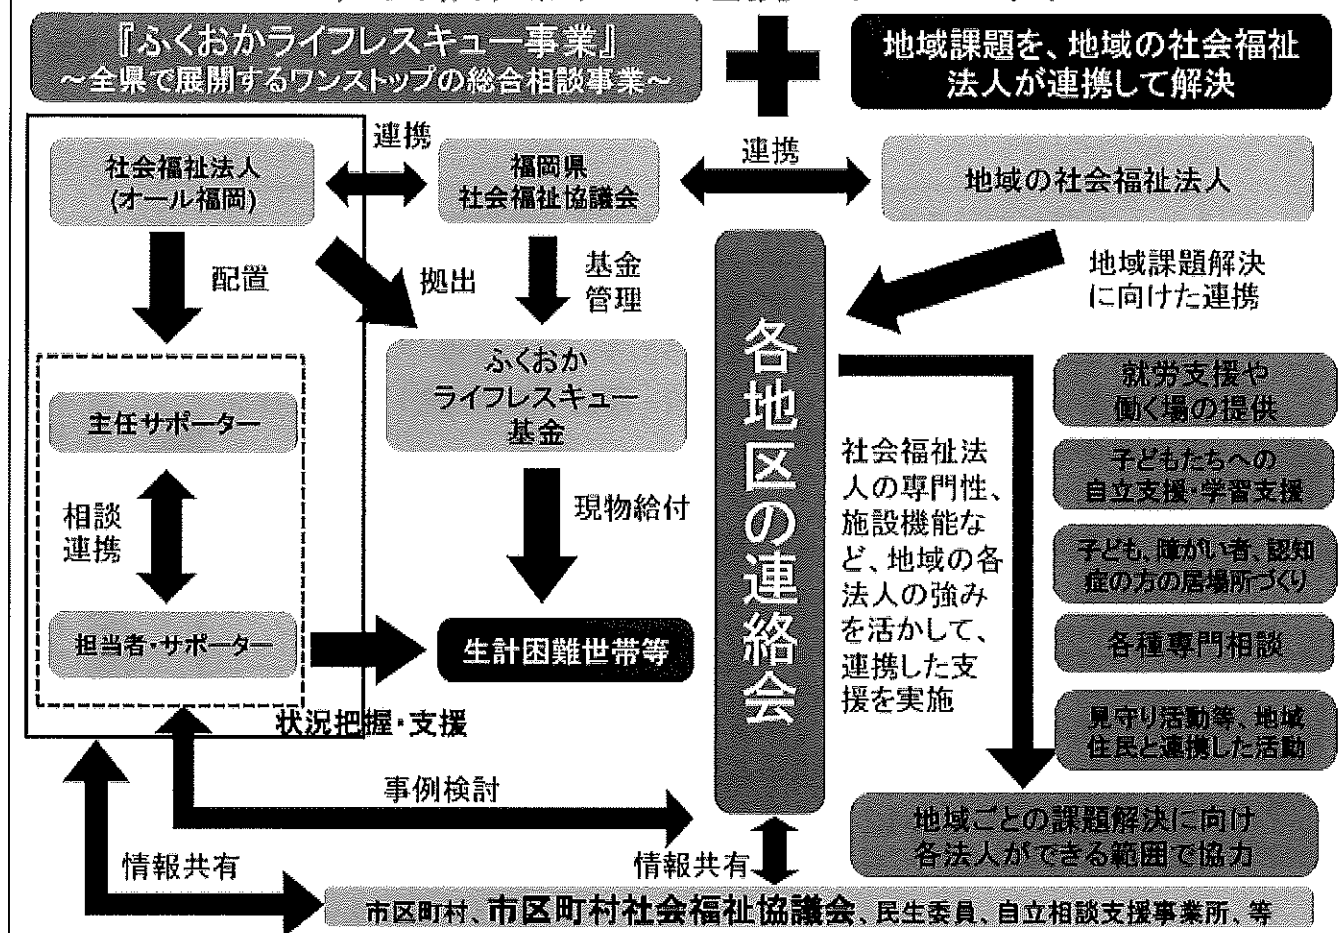 『ふくおかライフレスキュー事業』
～全県で展開するワンストップの総合相談事業～
地域課題を、地域の社会福祉
法人が連携して解決
社会福祉法人
(オール福岡)
連携
福岡県
社会福祉協議会
連携
地域の社会福祉法人
配置
拠出
基金
管理
地域課題解決
に向けた連携
ふくおか
ライフレスキュー
基金
各地区の連絡会
主任サポーター
相談
連携
現物給付
担当者・サポーター
生計困難世帯等
状況把握・支援
社会福祉法
人の専門性、
施設機能な
ど、地域の各
法人の強み
を活かして、
連携した支
援を実施
就労支援や
働く場の提供
子どもたちへの
自立支援・学習支援
子ども、障がい者、認知
症の方の居場所づくり
各種専門相談
見守り活動等、地域
住民と連携した活動
事例検討
地域ごとの課題解決に向け
各法人ができる範囲で協力
情報共有
情報共有
市区町村、市区町村社会福祉協議会、民生委員、自立相談支援事業所、等